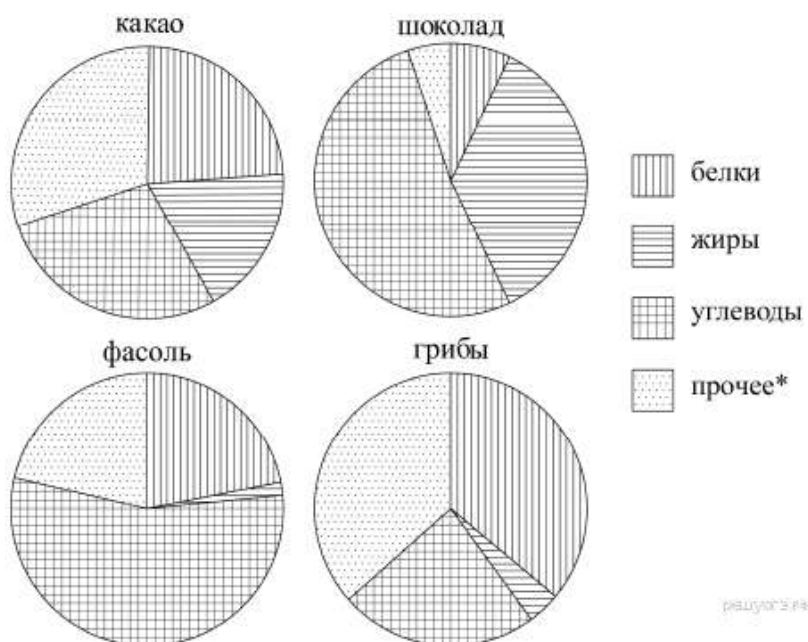 какао
шоколад
белки
жиры
углеводы
прочее*
фасоль
грибы